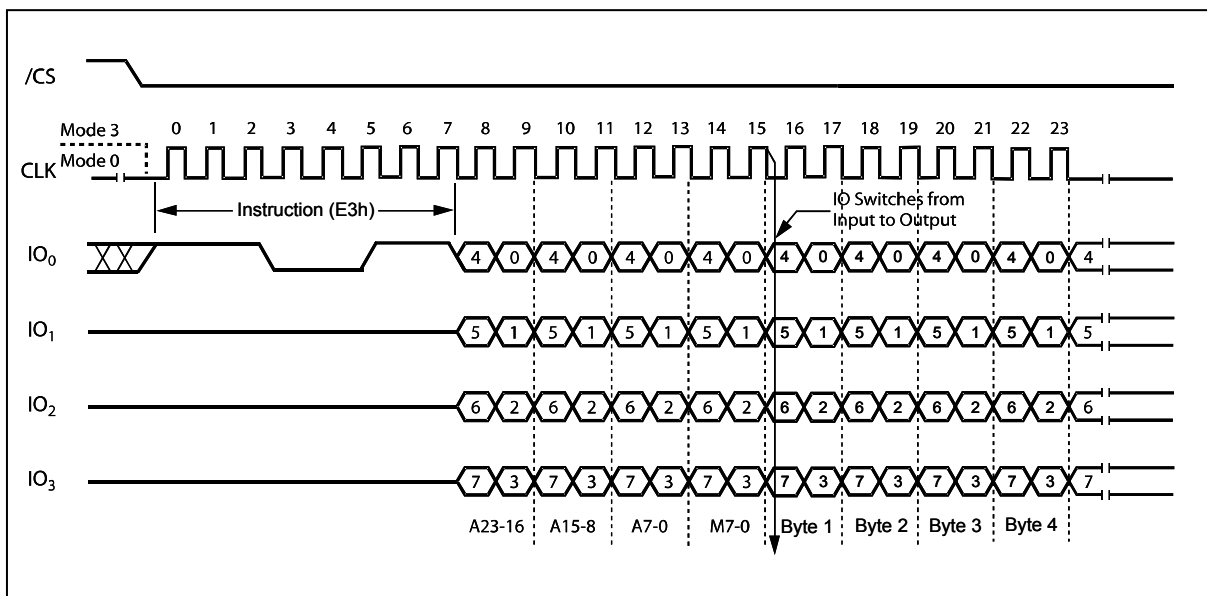 /CS
Mode 3
0 1 2 3 4 5 6 7 8 9 10 11 12 13 14 15 16 17 18 19 20 21 22 23
Mode 0
CLK
Instruction (E3h)
IO Switches from
Input to Output
IO0
4 0 4 0 4 0 4 0 4 0 4 0 4 0 4 0 4
IO1
5 1 5 1 5 1 5 1 5 1 5 1 5 1 5 1 5
IO2
6 2 6 2 6 2 6 2 6 2 6 2 6 2 6 2 6
IO3
7 3 7 3 7 3 7 3 7 3 7 3 7 3 7 3 7
A23-16 A15-8 A7-0 M7-0 Byte 1 Byte 2 Byte 3 Byte 4